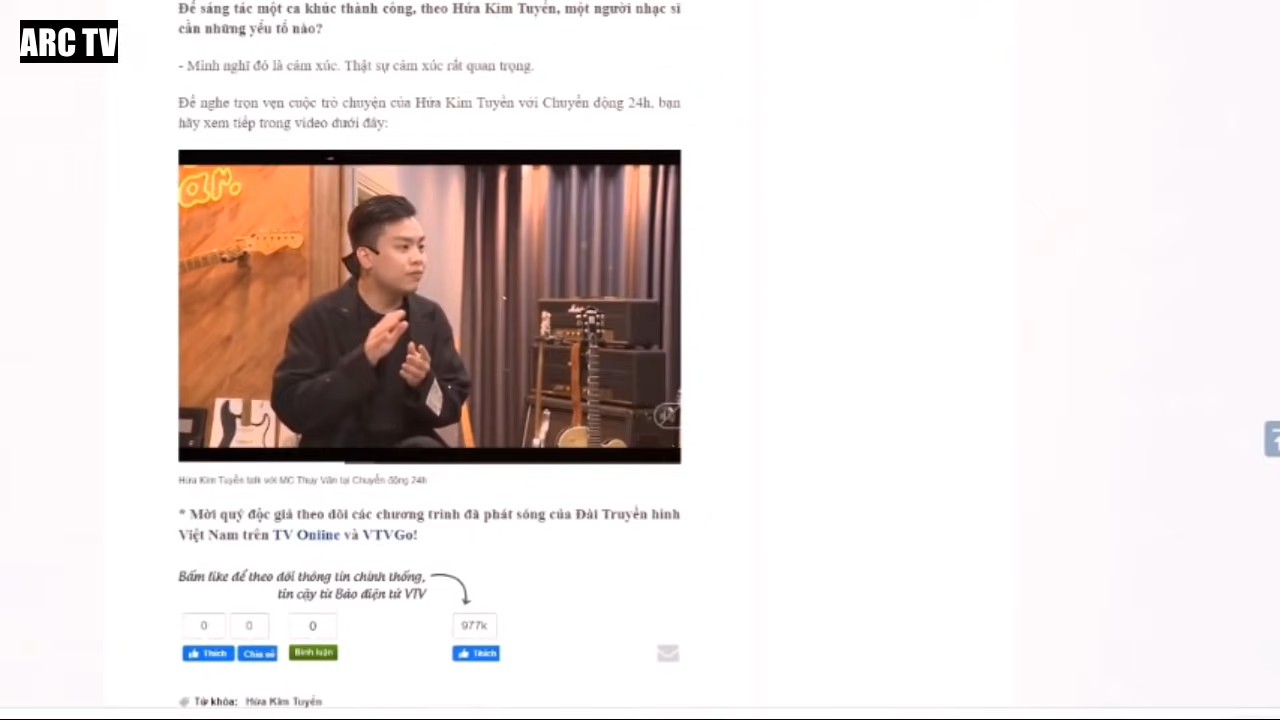 ARC TV
Để sáng tác một ca khúc thành công, theo Hứa Kim Tuyền, một người nhạc sĩ
cần những yếu tố nào?
- Mình nghĩ đó là cảm xúc. Thật sự cảm xúc rất quan trọng.
Để nghe trọn vẹn cuộc trò chuyện của Hứa Kim Tuyền với Chuyển động 24h, bạn
hãy xem tiếp trong video dưới đây:
ar.
Hứa Kim Tuyền talk với MC Thụy Vân tại Chuyển động 24h
* Mời quý độc giả theo dõi các chương trình đã phát sóng của Đài Truyền hình
Việt Nam trên TV Online và VTVGo!
Bấm like để theo dõi thông tin chính thống,
tin cậy từ Báo điện tử VTV
0 0 0 977k
Thích Chia sẻ Bình luận Thích
Từ khóa: Hứa Kim Tuyền